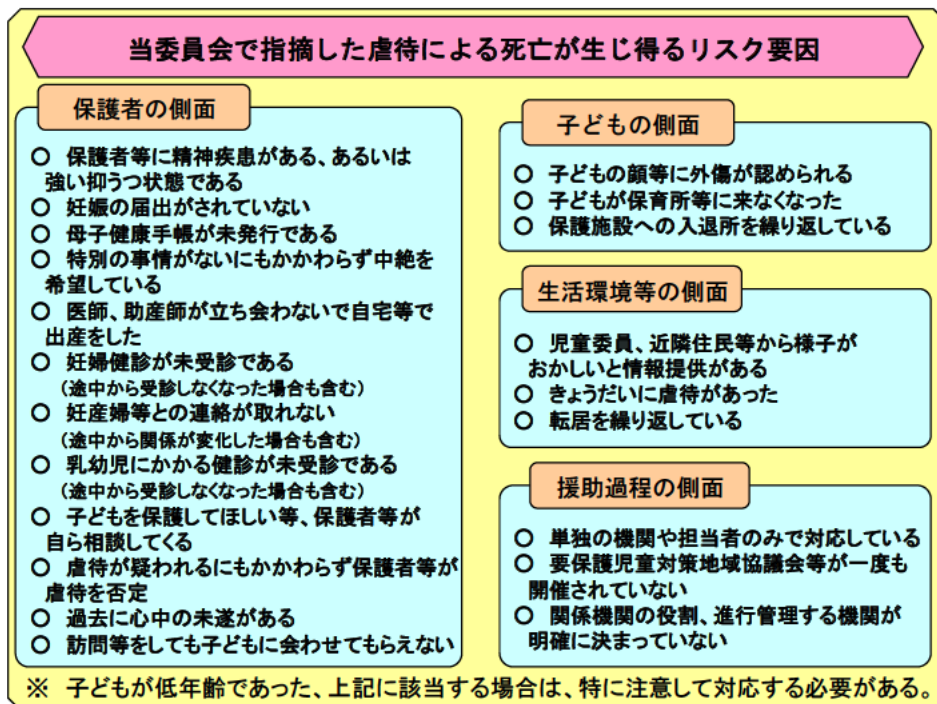 当委員会で指摘した虐待による死亡が生じ得るリスク要因
保護者の側面
○ 保護者等に精神疾患がある、あるいは
強い抑うつ状態である
○ 妊娠の届出がされていない
○ 母子健康手帳が未発行である
○ 特別の事情がないにもかかわらず中絶を
希望している
○ 医師、助産師が立ち会わないで自宅等で
出産をした
○ 妊婦健診が未受診である
(途中から受診しなくなった場合も含む)
○ 妊産婦等との連絡が取れない
(途中から関係が変化した場合も含む)
○ 乳幼児にかかる健診が未受診である
(途中から受診しなくなった場合も含む)
○ 子どもを保護してほしい等、保護者等が
自ら相談してくる
○ 虐待が疑われるにもかかわらず保護者等が
虐待を否定
○ 過去に心中の未遂がある
○ 訪問等をしても子どもに会わせてもらえない
子どもの側面
○ 子どもの顔等に外傷が認められる
○ 子どもが保育所等に来なくなった
○ 保護施設への入退所を繰り返している
生活環境等の側面
○ 児童委員、近隣住民等から様子が
おかしいと情報提供がある
○ きょうだいに虐待があった
○ 転居を繰り返している
援助過程の側面
○ 単独の機関や担当者のみで対応している
○ 要保護児童対策地域協議会等が一度も
開催されていない
○ 関係機関の役割、進行管理する機関が
明確に決まっていない
※ 子どもが低年齢であった、上記に該当する場合は、特に注意して対応する必要がある。